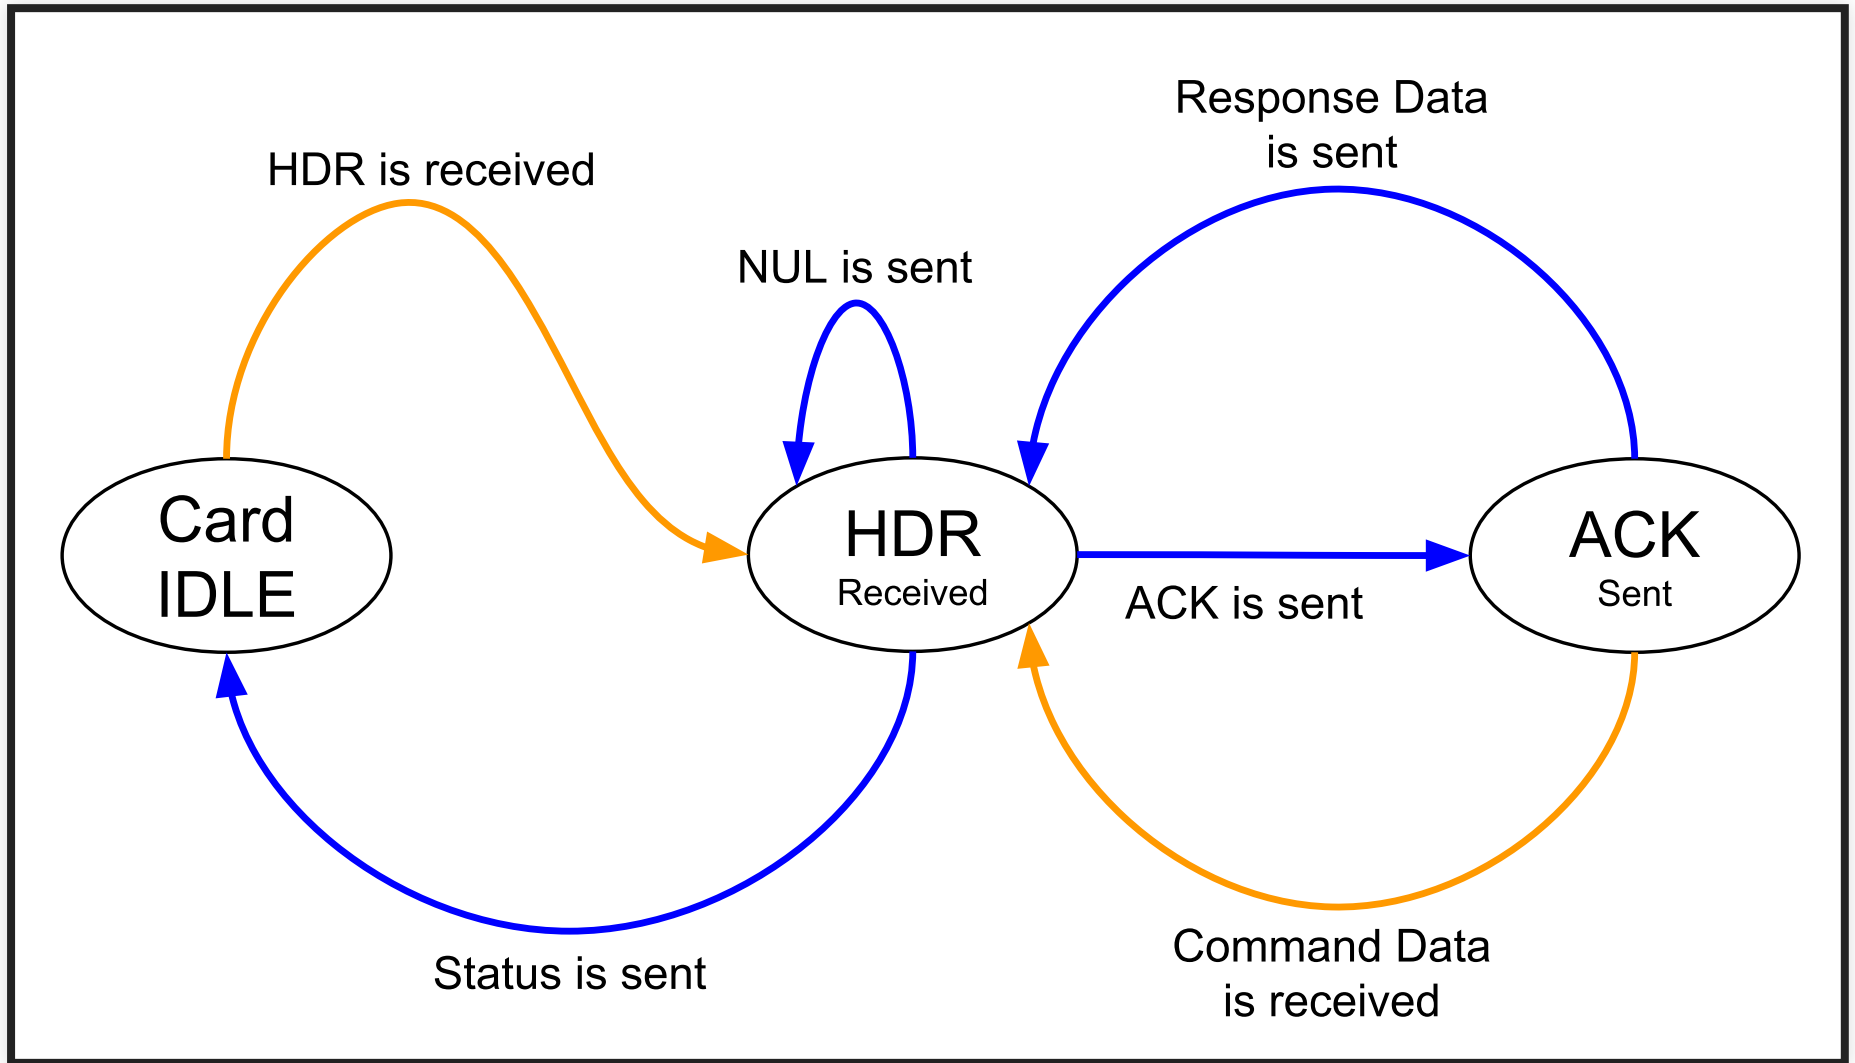 Response Data
is sent
HDR is received
NUL is sent
Card
IDLE
HDR
Received
ACK is sent
ACK
Sent
Status is sent
Command Data
is received